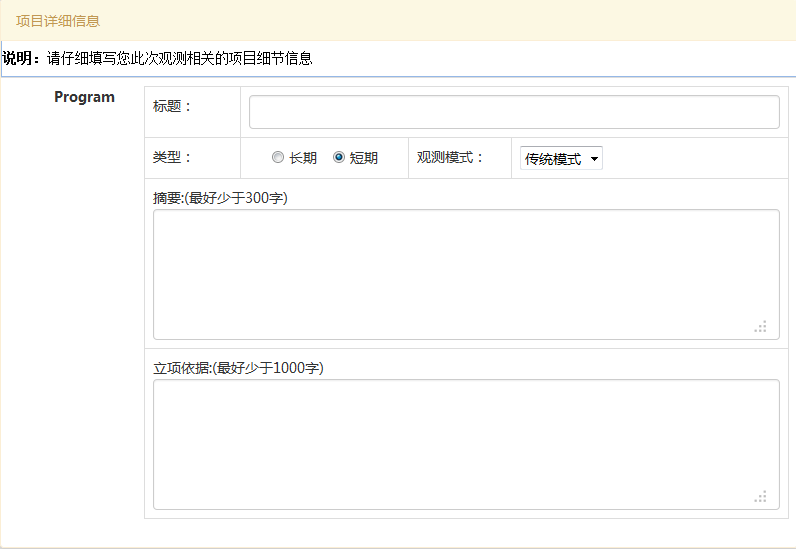 项目详细信息
说明：请仔细填写您此次观测相关的项目细节信息
Program
标题：
类型： 长期 短期 观测模式： 传统模式
摘要:(最好少于300字)
立项依据:(最好少于1000字)